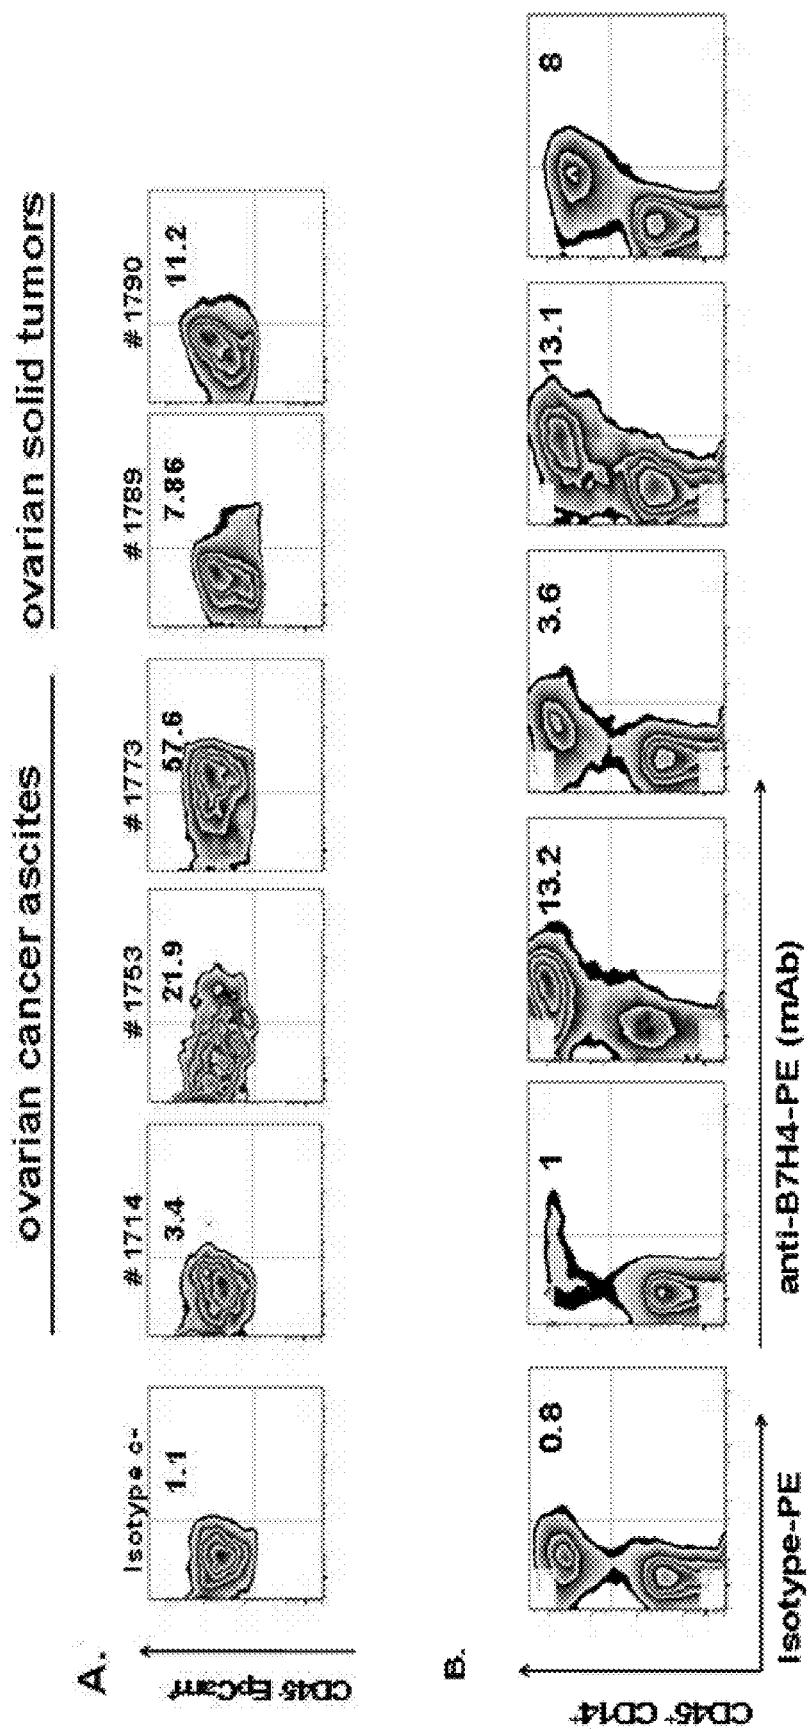 ovarian cancer ascites
ovarian solid tumors
A.
Isotype c-
#1714
#1753
#1773
#1789
#1790
1.1
3.4
21.9
57.6
7.86
11.2
CD45⁻ EpCam⁺
B.
0.8
1
13.2
3.6
13.1
8
CD45⁺ CD14⁺
Isotype-PE
anti-B7H4-PE (mAb)